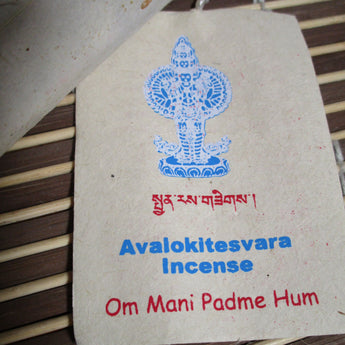 སྤྱན་རས་གཟིགས་།
Avalokitesvara
Incense
Om Mani Padme Hum